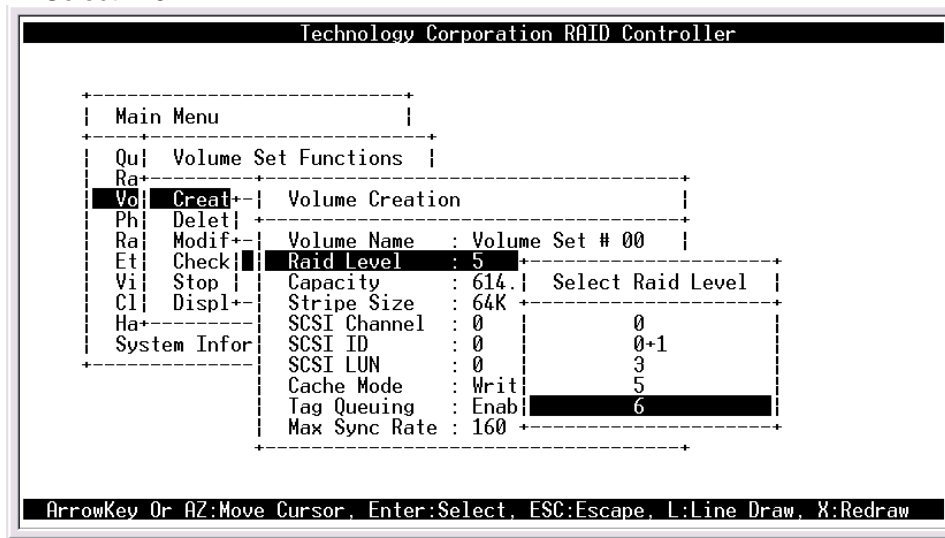 Technology Corporation RAID Controller
Main Menu
Qu Volume Set Functions
Ra
Vo Creat Volume Creation
Ph Delet
Ra Modif Volume Name : Volume Set # 00
Et Check Raid Level : 5
Vi Stop Capacity : 614. Select Raid Level
Cl Displ Stripe Size : 64K
Ha SCSI Channel : 0 0
System Infor SCSI ID : 0 0+1
SCSI LUN : 0 3
Cache Mode : Writ 5
Tag Queuing : Enab 6
Max Sync Rate : 160
ArrowKey Or AZ:Move Cursor, Enter:Select, ESC:Escape, L:Line Draw, X:Redraw